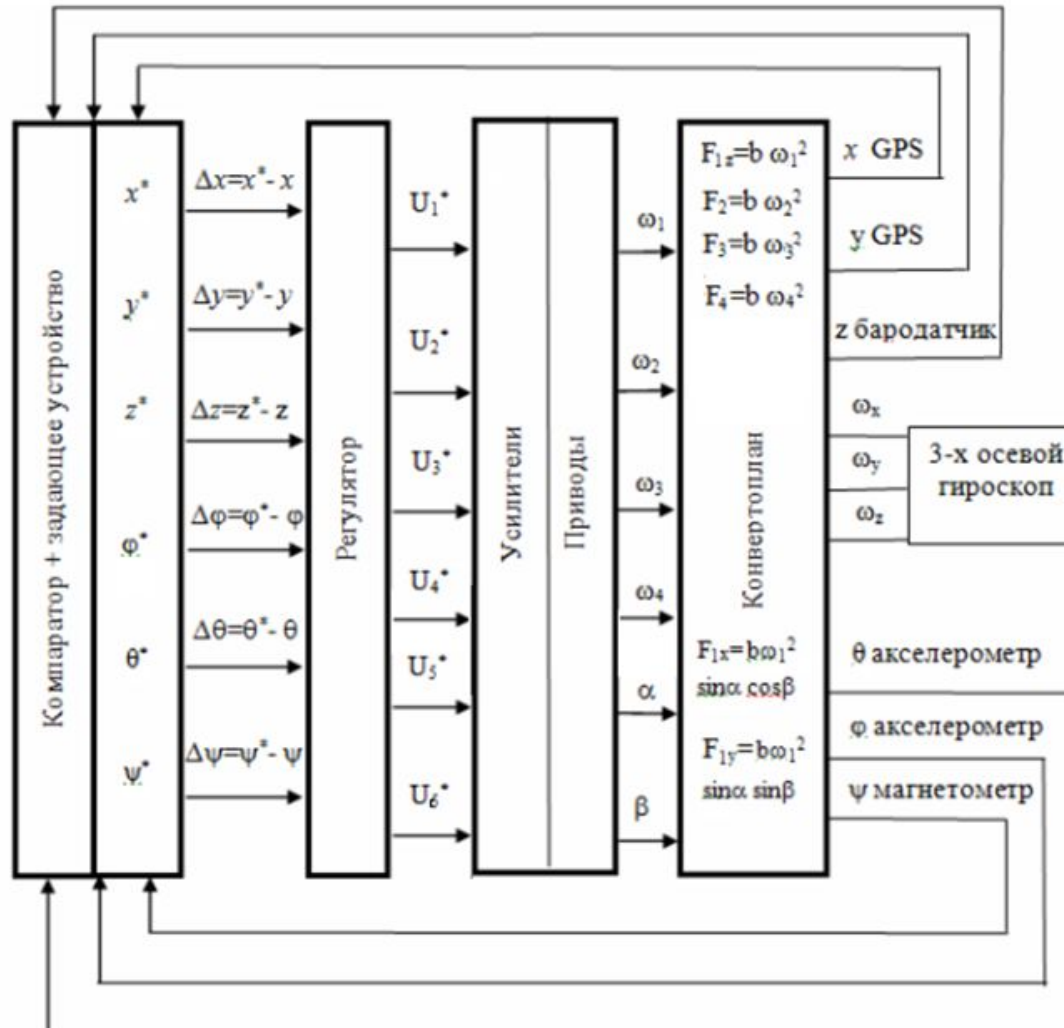 Компаратор + задающее устройство
x*
y*
z*
φ*
θ*
ψ*
Δx=x*- x
Δy=y*- y
Δz=z*- z
Δφ=φ*- φ
Δθ=θ*- θ
Δψ=ψ*- ψ
Регулятор
U₁*
U₂*
U₃*
U₄*
U₅*
U₆*
Усилители
Приводы
ω₁
ω₂
ω₃
ω₄
α
β
F₁z=b ω₁²
F₂=b ω₂²
F₃=b ω₃²
F₄=b ω₄²
Конвертоплан
F₁ₓ=bω₁²
sinα cosβ
F₁y=bω₁²
sinα sinβ
x GPS
y GPS
z бародатчик
ωₓ
ωy
ωz
3-х осевой
гироскоп
θ акселерометр
φ акселерометр
ψ магнетометр